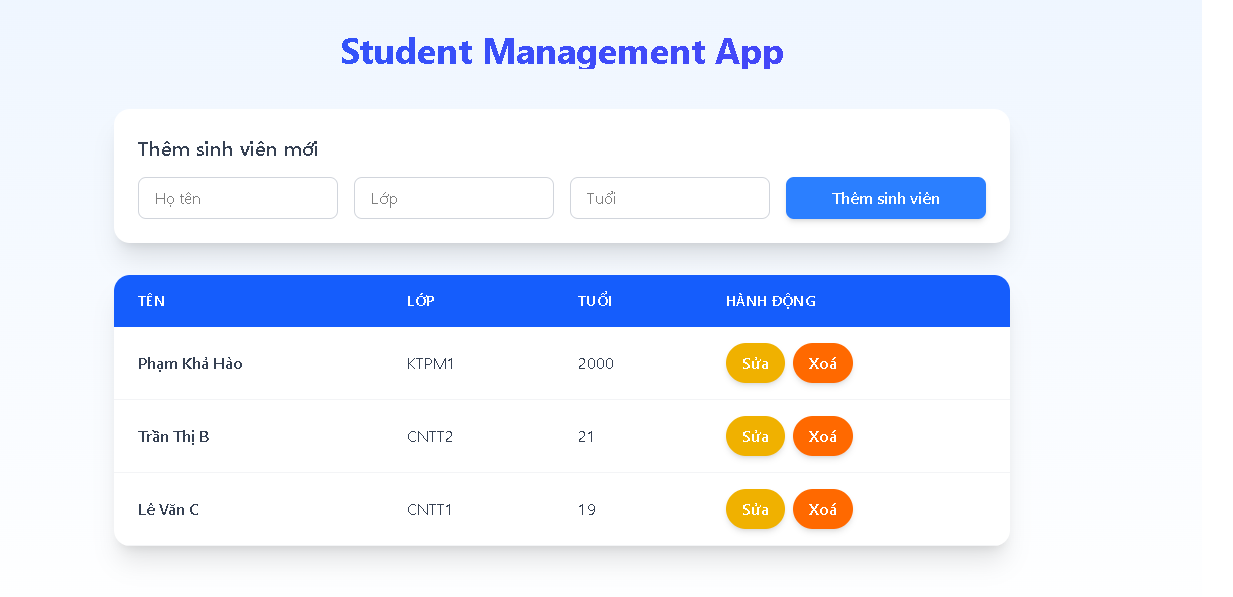 Student Management App
Thêm sinh viên mới
Họ tên Lớp Tuổi Thêm sinh viên
TÊN LỚP TUỔI HÀNH ĐỘNG
Phạm Khả Hào KTPM1 2000 Sửa Xoá
Trần Thị B CNTT2 21 Sửa Xoá
Lê Văn C CNTT1 19 Sửa Xoá